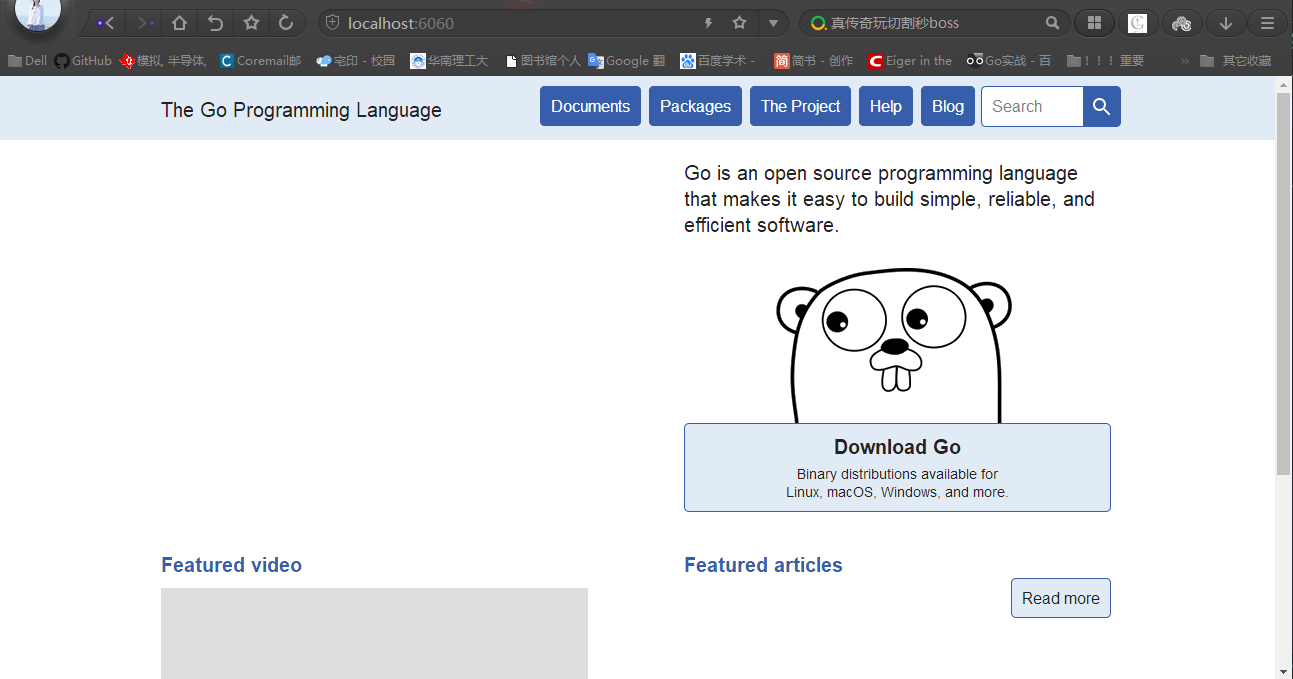 localhost:6060
真传奇玩切割秒boss
Dell
GitHub
模拟, 半导体,
Coremail邮
宅印 - 校园
华南理工大
图书馆个人
Google 翻
百度学术 -
简书 - 创作
Eiger in the
Go实战 - 百
！！！重要
»
其它收藏
The Go Programming Language
Documents
Packages
The Project
Help
Blog
Search
Go is an open source programming language
that makes it easy to build simple, reliable, and
efficient software.
Download Go
Binary distributions available for
Linux, macOS, Windows, and more.
Featured video
Featured articles
Read more